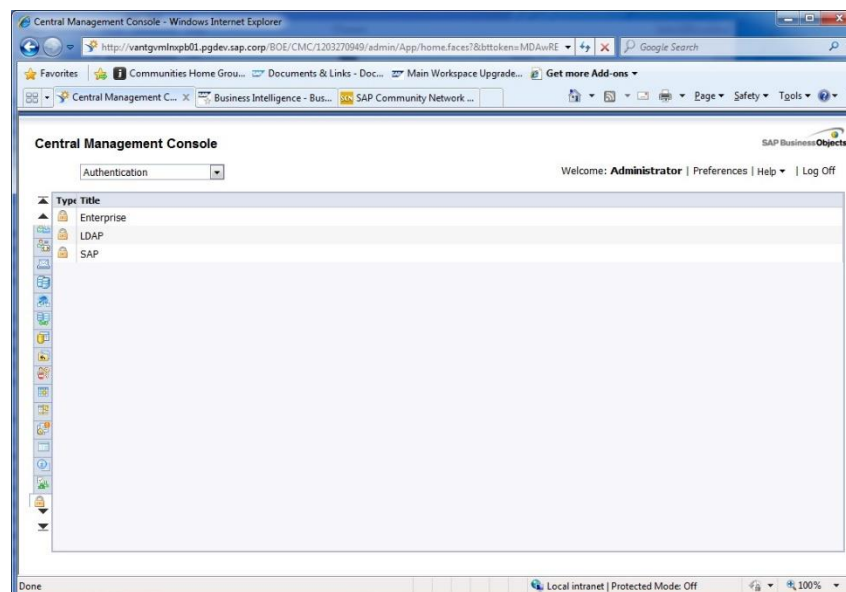 Central Management Console - Windows Internet Explorer
http://vantgvmlnxpb01.pgdev.sap.corp/BOE/CMC/1203270949/admin/App/home.faces?&bttoken=MDAwRE
Google Search
Favorites Communities Home Grou... Documents & Links - Doc... Main Workspace Upgrade... Get more Add-ons
Central Management C... X Business Intelligence - Bus... SAP Community Network ... Page Safety Tools
Central Management Console
SAP BusinessObjects
Authentication
Welcome: Administrator | Preferences | Help | Log Off
Type Title
Enterprise
LDAP
SAP
Done Local intranet | Protected Mode: Off 100%